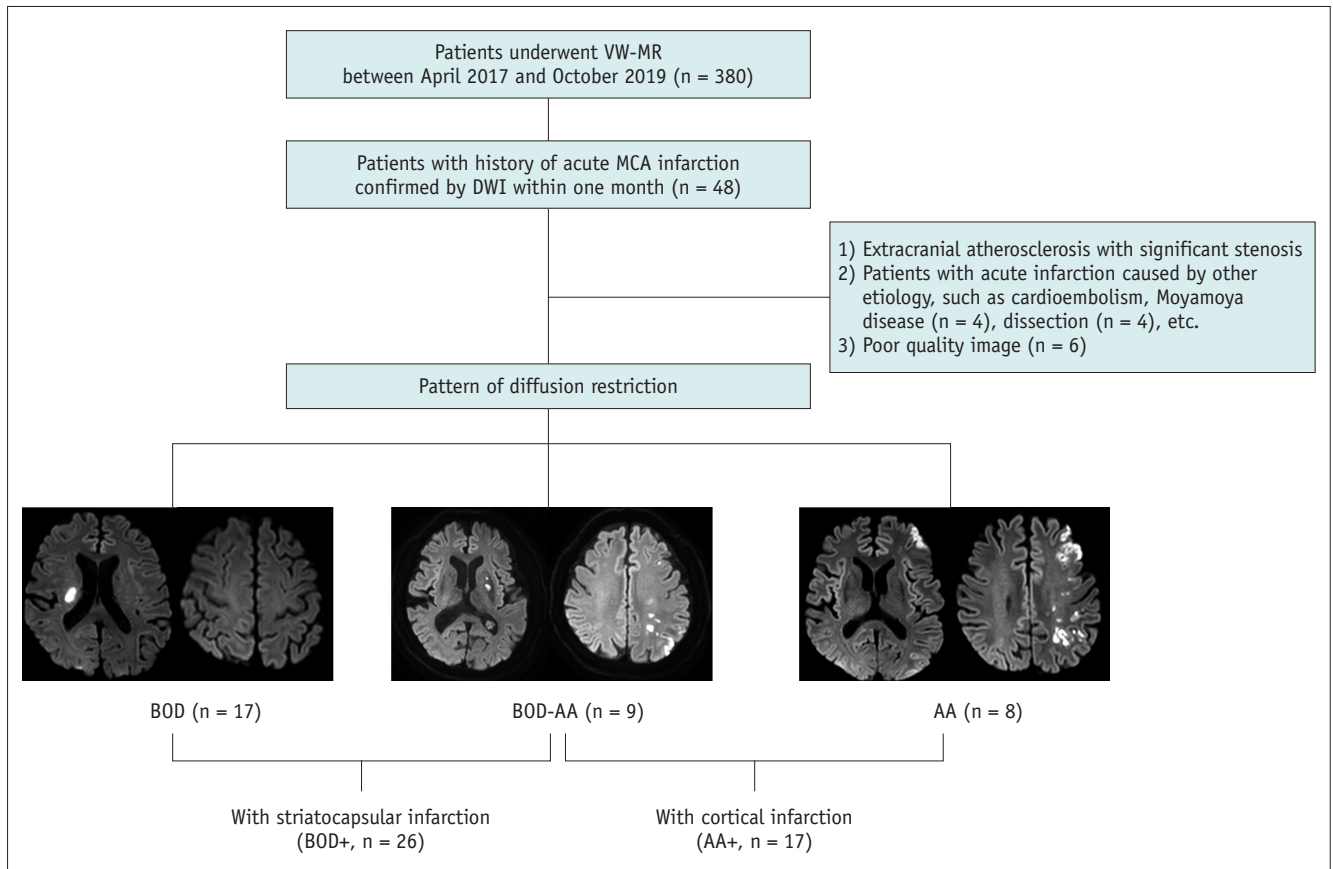 Patients underwent VW-MR
between April 2017 and October 2019 (n = 380)
Patients with history of acute MCA infarction
confirmed by DWI within one month (n = 48)
1) Extracranial atherosclerosis with significant stenosis
2) Patients with acute infarction caused by other
etiology, such as cardioembolism, Moyamoya
disease (n = 4), dissection (n = 4), etc.
3) Poor quality image (n = 6)
Pattern of diffusion restriction
BOD (n = 17)
BOD-AA (n = 9)
AA (n = 8)
With striatocapsular infarction
(BOD+, n = 26)
With cortical infarction
(AA+, n = 17)